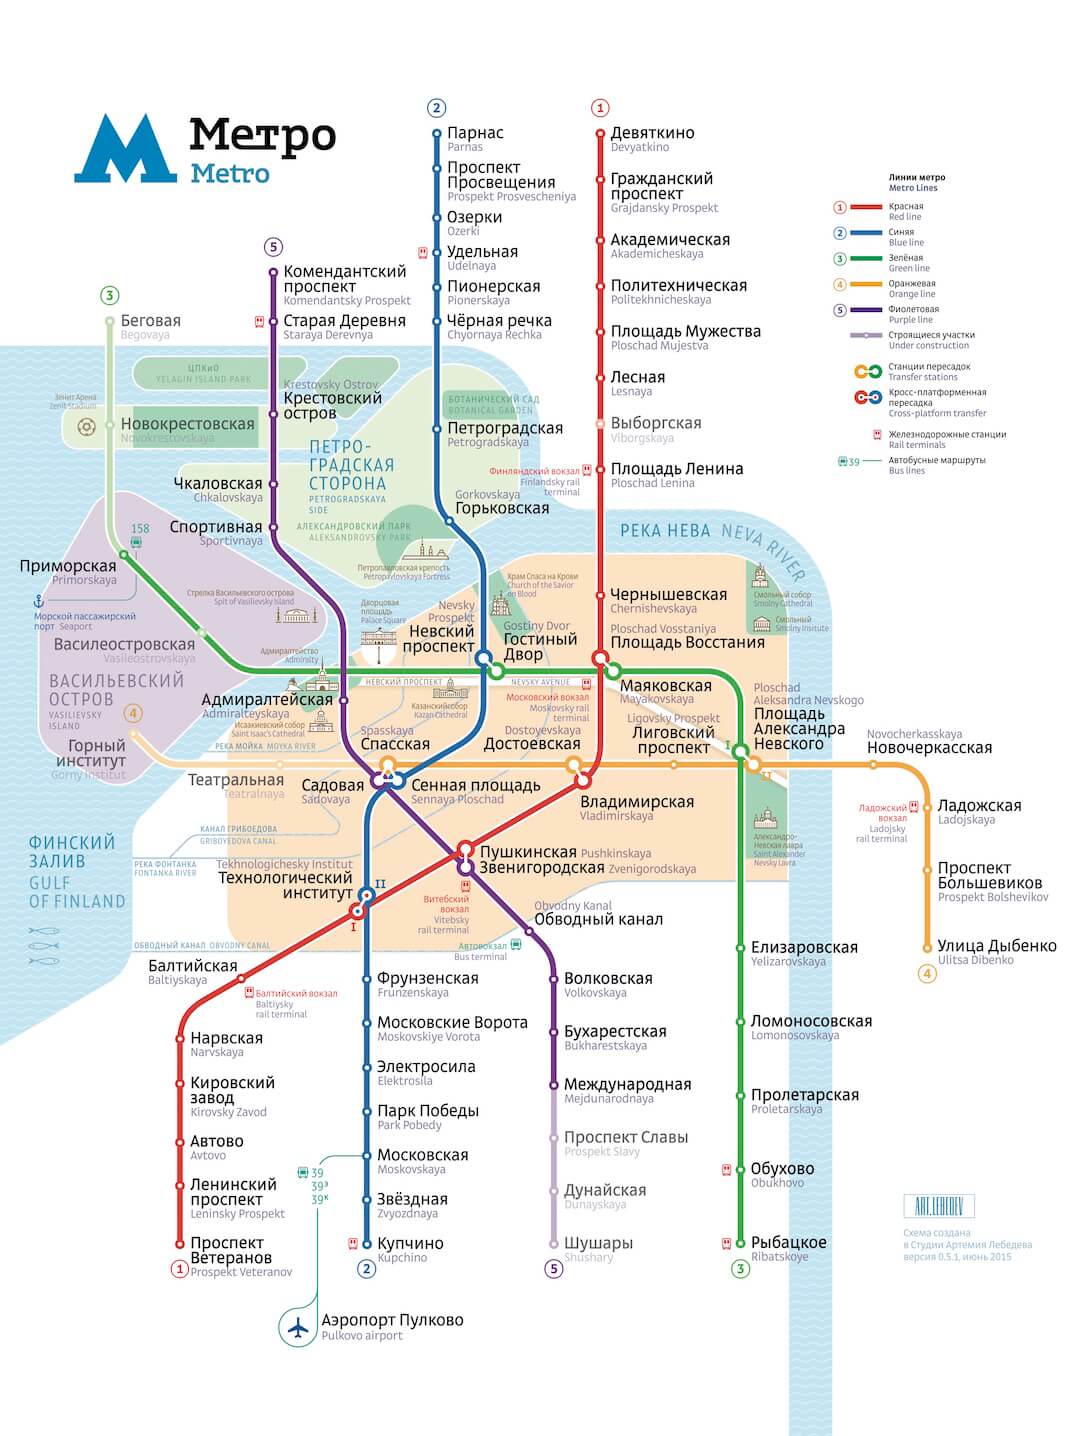 Метро
Metro
2
Парнас
Parnas
Проспект
Просвещения
Prospekt Prosvescheniya
Озерки
Ozerki
Удельная
Udelnaya
Пионерская
Pionerskaya
Чёрная речка
Chyornaya Rechka
Петроградская
Petrogradskaya
Gorkovskaya
Горьковская
1
Девяткино
Devyatkino
Гражданский
проспект
Grajdansky Prospekt
Академическая
Akademicheskaya
Политехническая
Politekhnicheskaya
Площадь Мужества
Ploschad Mujestva
Лесная
Lesnaya
Выборгская
Viborgskaya
Площадь Ленина
Ploschad Lenina
Финляндский вокзал
Finlandsky rail
terminal
Линии метро
Metro Lines
1
Красная
Red line
2
Синяя
Blue line
3
Зелёная
Green line
4
Оранжевая
Orange line
5
Фиолетовая
Purple line
Строящиеся участки
Under construction
Станции пересадок
Transfer stations
Кросс-платформенная
пересадка
Cross-platform transfer
Железнодорожные станции
Rail terminals
39
Автобусные маршруты
Bus lines
5
Комендантский
проспект
Komendantsky Prospekt
Старая Деревня
Staraya Derevnya
Krestovsky Ostrov
Крестовский
остров
Чкаловская
Chkalovskaya
Спортивная
Sportivnaya
3
Беговая
Begovaya
ЦПКиО
YELAGIN ISLAND PARK
Зенит Арена
Zenit Stadium
Новокрестовская
Novokrestovskaya
БОТАНИЧЕСКИЙ САД
BOTANICAL GARDEN
ПЕТРО-
ГРАДСКАЯ
СТОРОНА
PETROGRADSKAYA
SIDE
АЛЕКСАНДРОВСКИЙ ПАРК
ALEKSANDROVSKY PARK
Петропавловская крепость
Petropavlovskaya Fortress
РЕКА НЕВА NEVA RIVER
158
Приморская
Primorskaya
Морской пассажирский
порт Seaport
Стрелка Васильевского острова
Spit of Vasilievsky Island
Василеостровская
Vasileostrovskaya
ВАСИЛЬЕВСКИЙ
ОСТРОВ
VASILIEVSKY
ISLAND
4
Горный
институт
Gorny Institut
Театральная
Teatralnaya
Дворцовая
площадь
Palace Square
Адмиралтейство
Admiralty
Адмиралтейская
Admiralteyskaya
Исаакиевский собор
Saint Isaac's Cathedral
РЕКА МОЙКА MOYKA RIVER
НЕВСКИЙ ПРОСПЕКТ
NEVSKY AVENUE
Казанский собор
Kazan Cathedral
Nevsky
Prospekt
Невский
проспект
Храм Спаса на Крови
Church of the Savior
on Blood
Gostiny Dvor
Гостиный
Двор
Чернышевская
Chernishevskaya
Ploschad Vosstaniya
Площадь Восстания
Смольный собор
Smolny Cathedral
Смольный
Smolny Insitute
Маяковская
Mayakovskaya
Московский вокзал
Moskovsky rail
terminal
Ligovsky Prospekt
Лиговский
проспект
Ploschad
Aleksandra Nevskogo
Площадь
Александра
Невского
I
II
Novocherkasskaya
Новочеркасская
Spasskaya
Спасская
Dostoyevskaya
Достоевская
Садовая
Sadovaya
Сенная площадь
Sennaya Ploschad
Владимирская
Vladimirskaya
Ладожский
вокзал
Ladojsky
rail terminal
Ладожская
Ladojskaya
Проспект
Большевиков
Prospekt Bolshevikov
Улица Дыбенко
Ulitsa Dibenko
4
Александро-
Невская лавра
Saint Alexander
Nevsky Lavra
КАНАЛ ГРИБОЕДОВА
GRIBOYEDOVA CANAL
РЕКА ФОНТАНКА
FONTANKA RIVER
ФИНСКИЙ
ЗАЛИВ
GULF
OF FINLAND
Tekhnologichesky Institut
Технологический
институт
II
I
Пушкинская Pushkinskaya
Звенигородская Zvenigorodskaya
Витебский
вокзал
Vitebsky
rail terminal
Obvodny Kanal
Обводный канал
Автовокзал
Bus terminal
ОБВОДНЫЙ КАНАЛ OBVODNY CANAL
Балтийская
Baltiyskaya
Балтийский вокзал
Baltiysky
rail terminal
Нарвская
Narvskaya
Кировский
завод
Kirovsky Zavod
Автово
Avtovo
Ленинский
проспект
Leninsky Prospekt
Проспект
Ветеранов
Prospekt Veteranov
1
Фрунзенская
Frunzenskaya
Московские Ворота
Moskovskiye Vorota
Электросила
Elektrosila
Парк Победы
Park Pobedy
Московская
Moskovskaya
Звёздная
Zvyozdnaya
Купчино
Kupchino
2
39
39Э
39К
Аэропорт Пулково
Pulkovo airport
Волковская
Volkovskaya
Бухарестская
Bukharestskaya
Международная
Mejdunarodnaya
Проспект Славы
Prospekt Slavy
Дунайская
Dunayskaya
Шушары
Shushary
5
Елизаровская
Yelizarovskaya
Ломоносовская
Lomonosovskaya
Пролетарская
Proletarskaya
Обухово
Obukhovo
Рыбацкое
Ribatskoye
3
ART.LEBEDEV
Схема создана
в Студии Артемия Лебедева
версия 0.5.1, июнь 2015